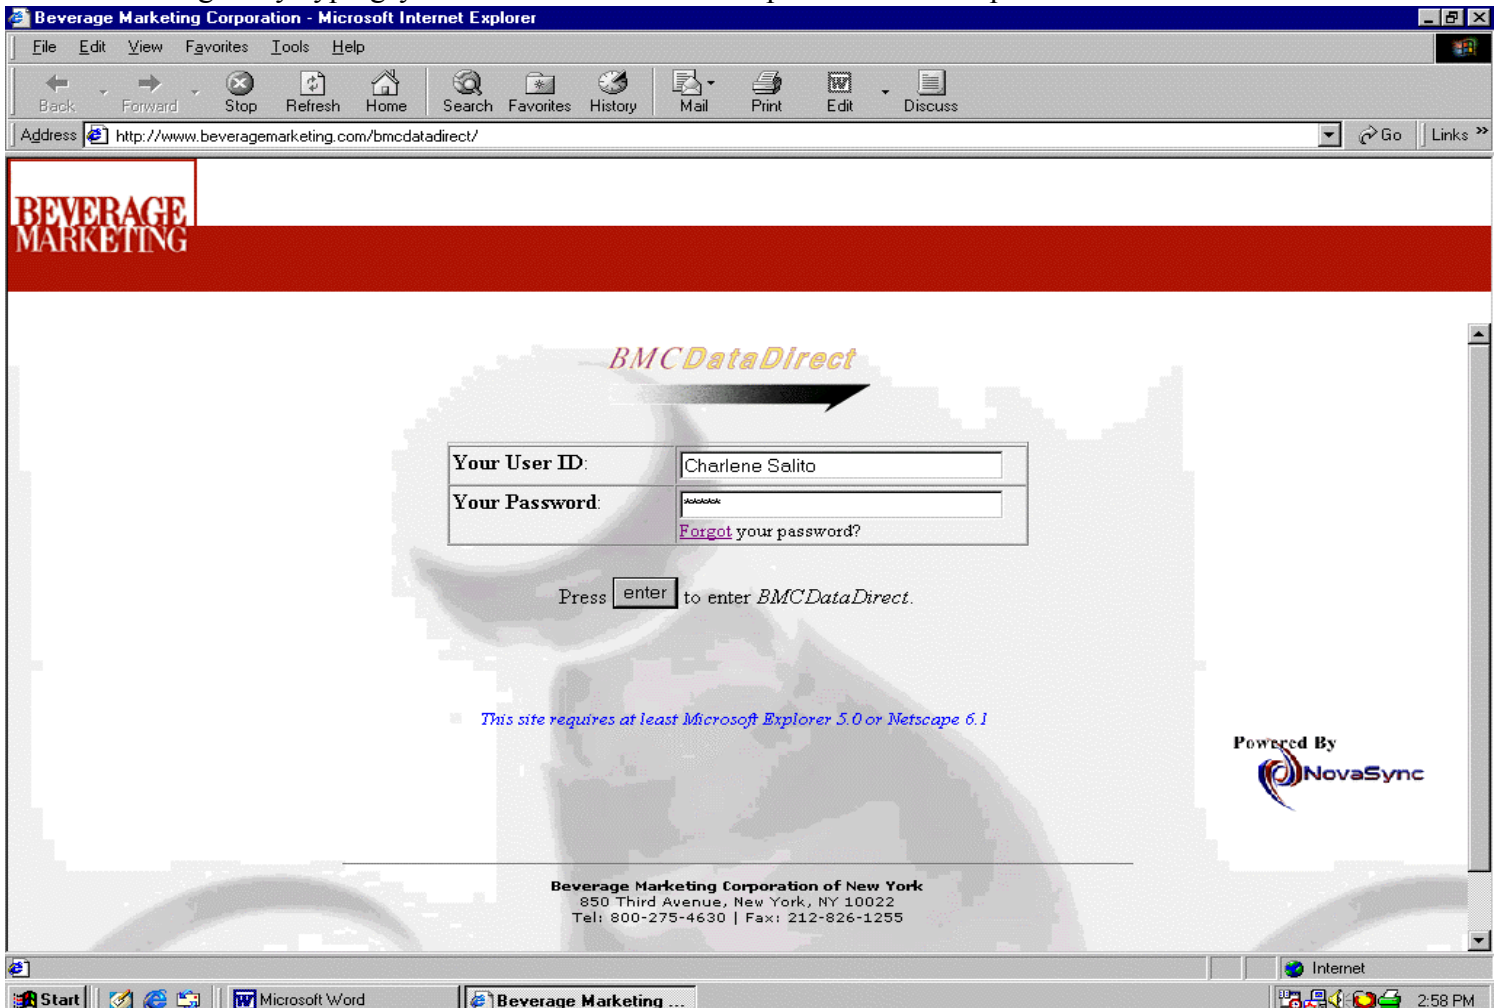 Beverage Marketing Corporation - Microsoft Internet Explorer
File Edit View Favorites Tools Help
Back Forward Stop Refresh Home Search Favorites History Mail Print Edit Discuss
Address http://www.beveragemarketing.com/bmcdatadirect/ Go Links »
BEVERAGE
MARKETING
BMCDataDirect
Your User ID: Charlene Salito
Your Password: ******
Forgot your password?
Press enter to enter BMCDataDirect.
This site requires at least Microsoft Explorer 5.0 or Netscape 6.1
Powered By
NovaSync
Beverage Marketing Corporation of New York
850 Third Avenue, New York, NY 10022
Tel: 800-275-4630 | Fax: 212-826-1255
Internet
Start Microsoft Word Beverage Marketing ... 2:58 PM